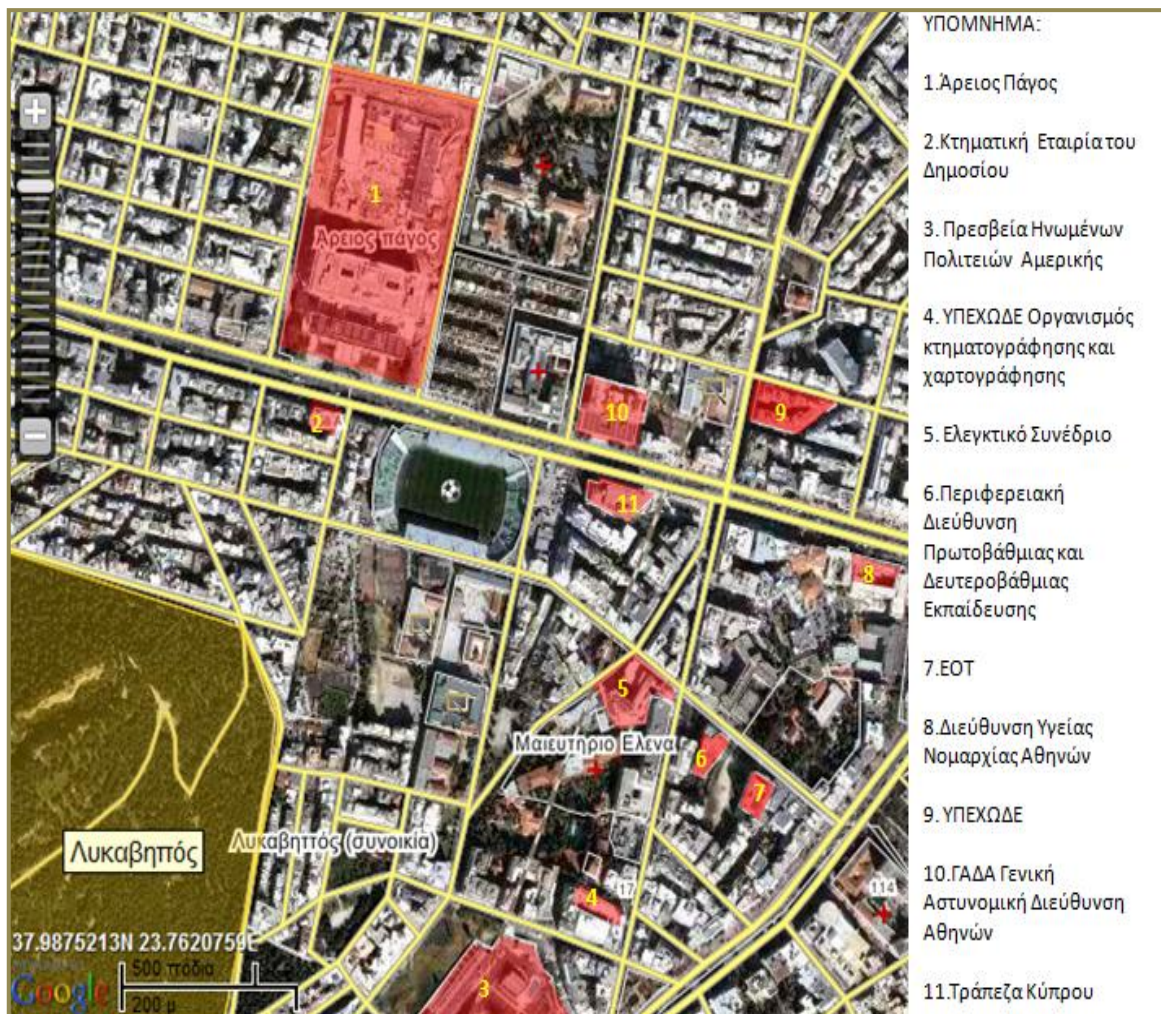 1
Άρειος πάγος
2
10
9
11
8
5
Μαιευτήριο Έλενα
6
7
Λυκαβηττός
Λυκαβηττός (συνοικία)
4
17
114
3
37.9875213N 23.7620759E
500 πόδια
Google
200 μ
ΥΠΟΜΝΗΜΑ:
1.Άρειος Πάγος
2.Κτηματική Εταιρία του
Δημοσίου
3. Πρεσβεία Ηνωμένων
Πολιτειών Αμερικής
4. ΥΠΕΧΩΔΕ Οργανισμός
κτηματογράφησης και
χαρτογράφησης
5. Ελεγκτικό Συνέδριο
6.Περιφερειακή
Διεύθυνση
Πρωτοβάθμιας και
Δευτεροβάθμιας
Εκπαίδευσης
7.ΕΟΤ
8.Διεύθυνση Υγείας
Νομαρχίας Αθηνών
9. ΥΠΕΧΩΔΕ
10.ΓΑΔΑ Γενική
Αστυνομική Διεύθυνση
Αθηνών
11.Τράπεζα Κύπρου